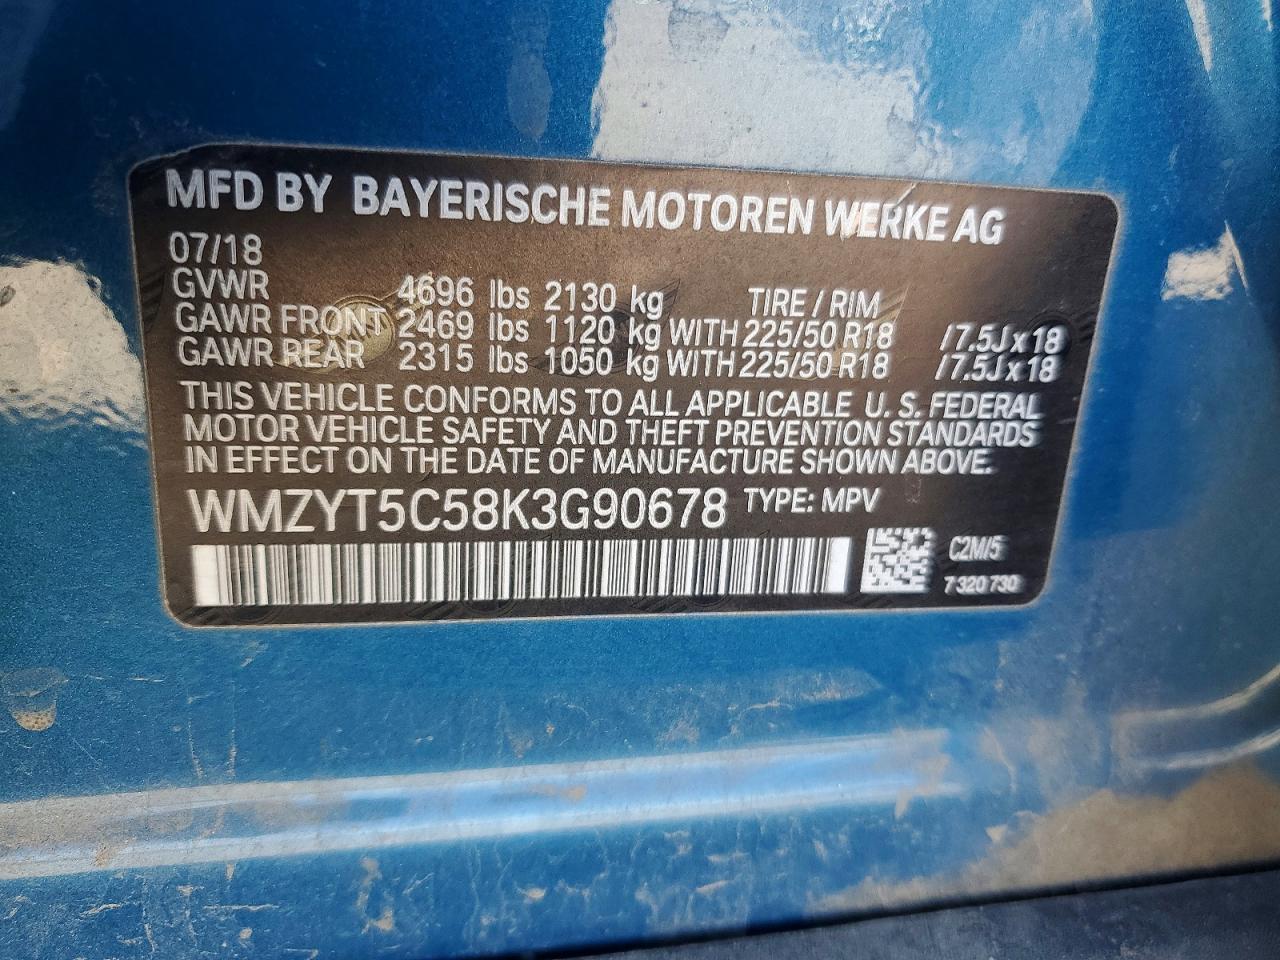 MFD BY BAYERISCHE MOTOREN WERKE AG
07/18
GVWR 4696 lbs 2130 kg TIRE / RIM
GAWR FRONT 2469 lbs 1120 kg WITH 225/50 R18 /7.5Jx18
GAWR REAR 2315 lbs 1050 kg WITH 225/50 R18 /7.5Jx18
THIS VEHICLE CONFORMS TO ALL APPLICABLE U. S. FEDERAL
MOTOR VEHICLE SAFETY AND THEFT PREVENTION STANDARDS
IN EFFECT ON THE DATE OF MANUFACTURE SHOWN ABOVE.
WMZYT5C58K3G90678 TYPE: MPV
C2M/5
7 320 730